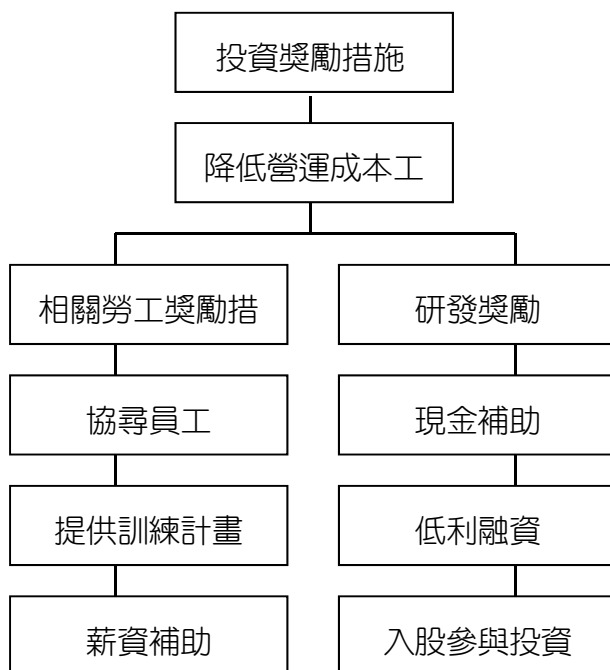 投資獎勵措施
降低營運成本工
相關勞工獎勵措
研發獎勵
協尋員工
現金補助
提供訓練計畫
低利融資
薪資補助
入股參與投資